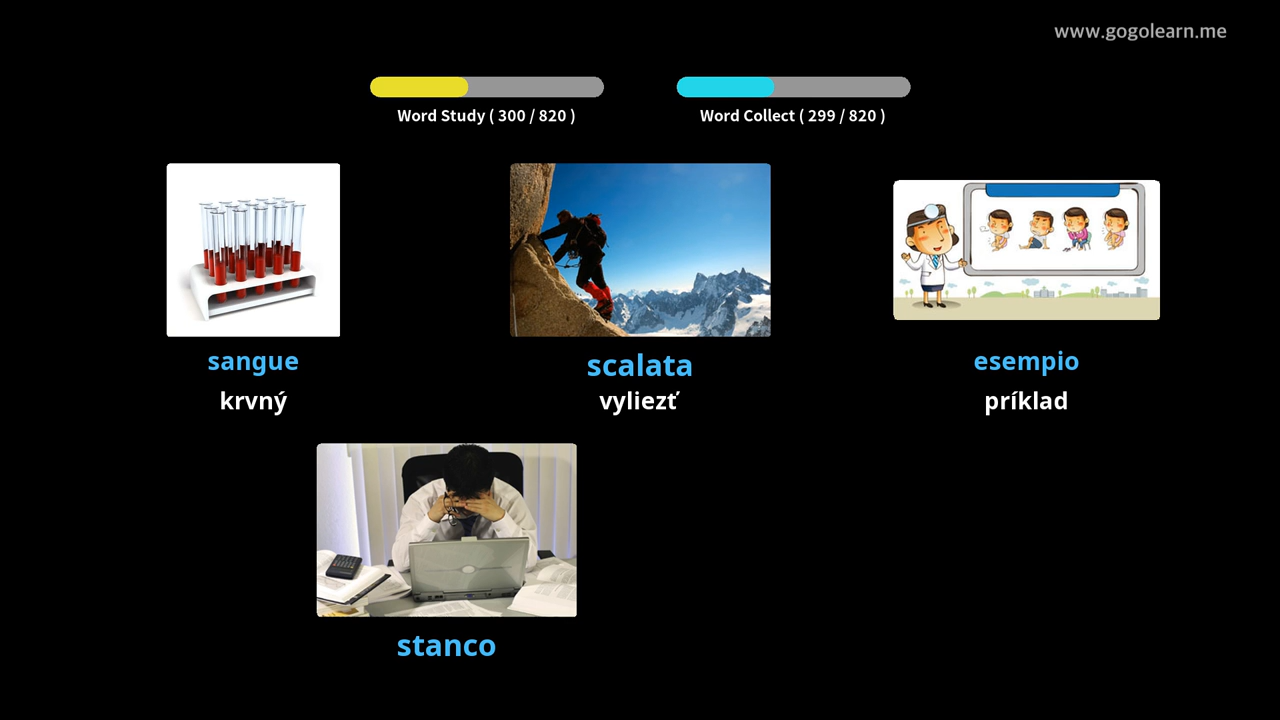 www.gogolearn.me
Word Study ( 300 / 820 )
Word Collect ( 299 / 820 )
sangue
krvný
scalata
vyliezť
esempio
príklad
stanco